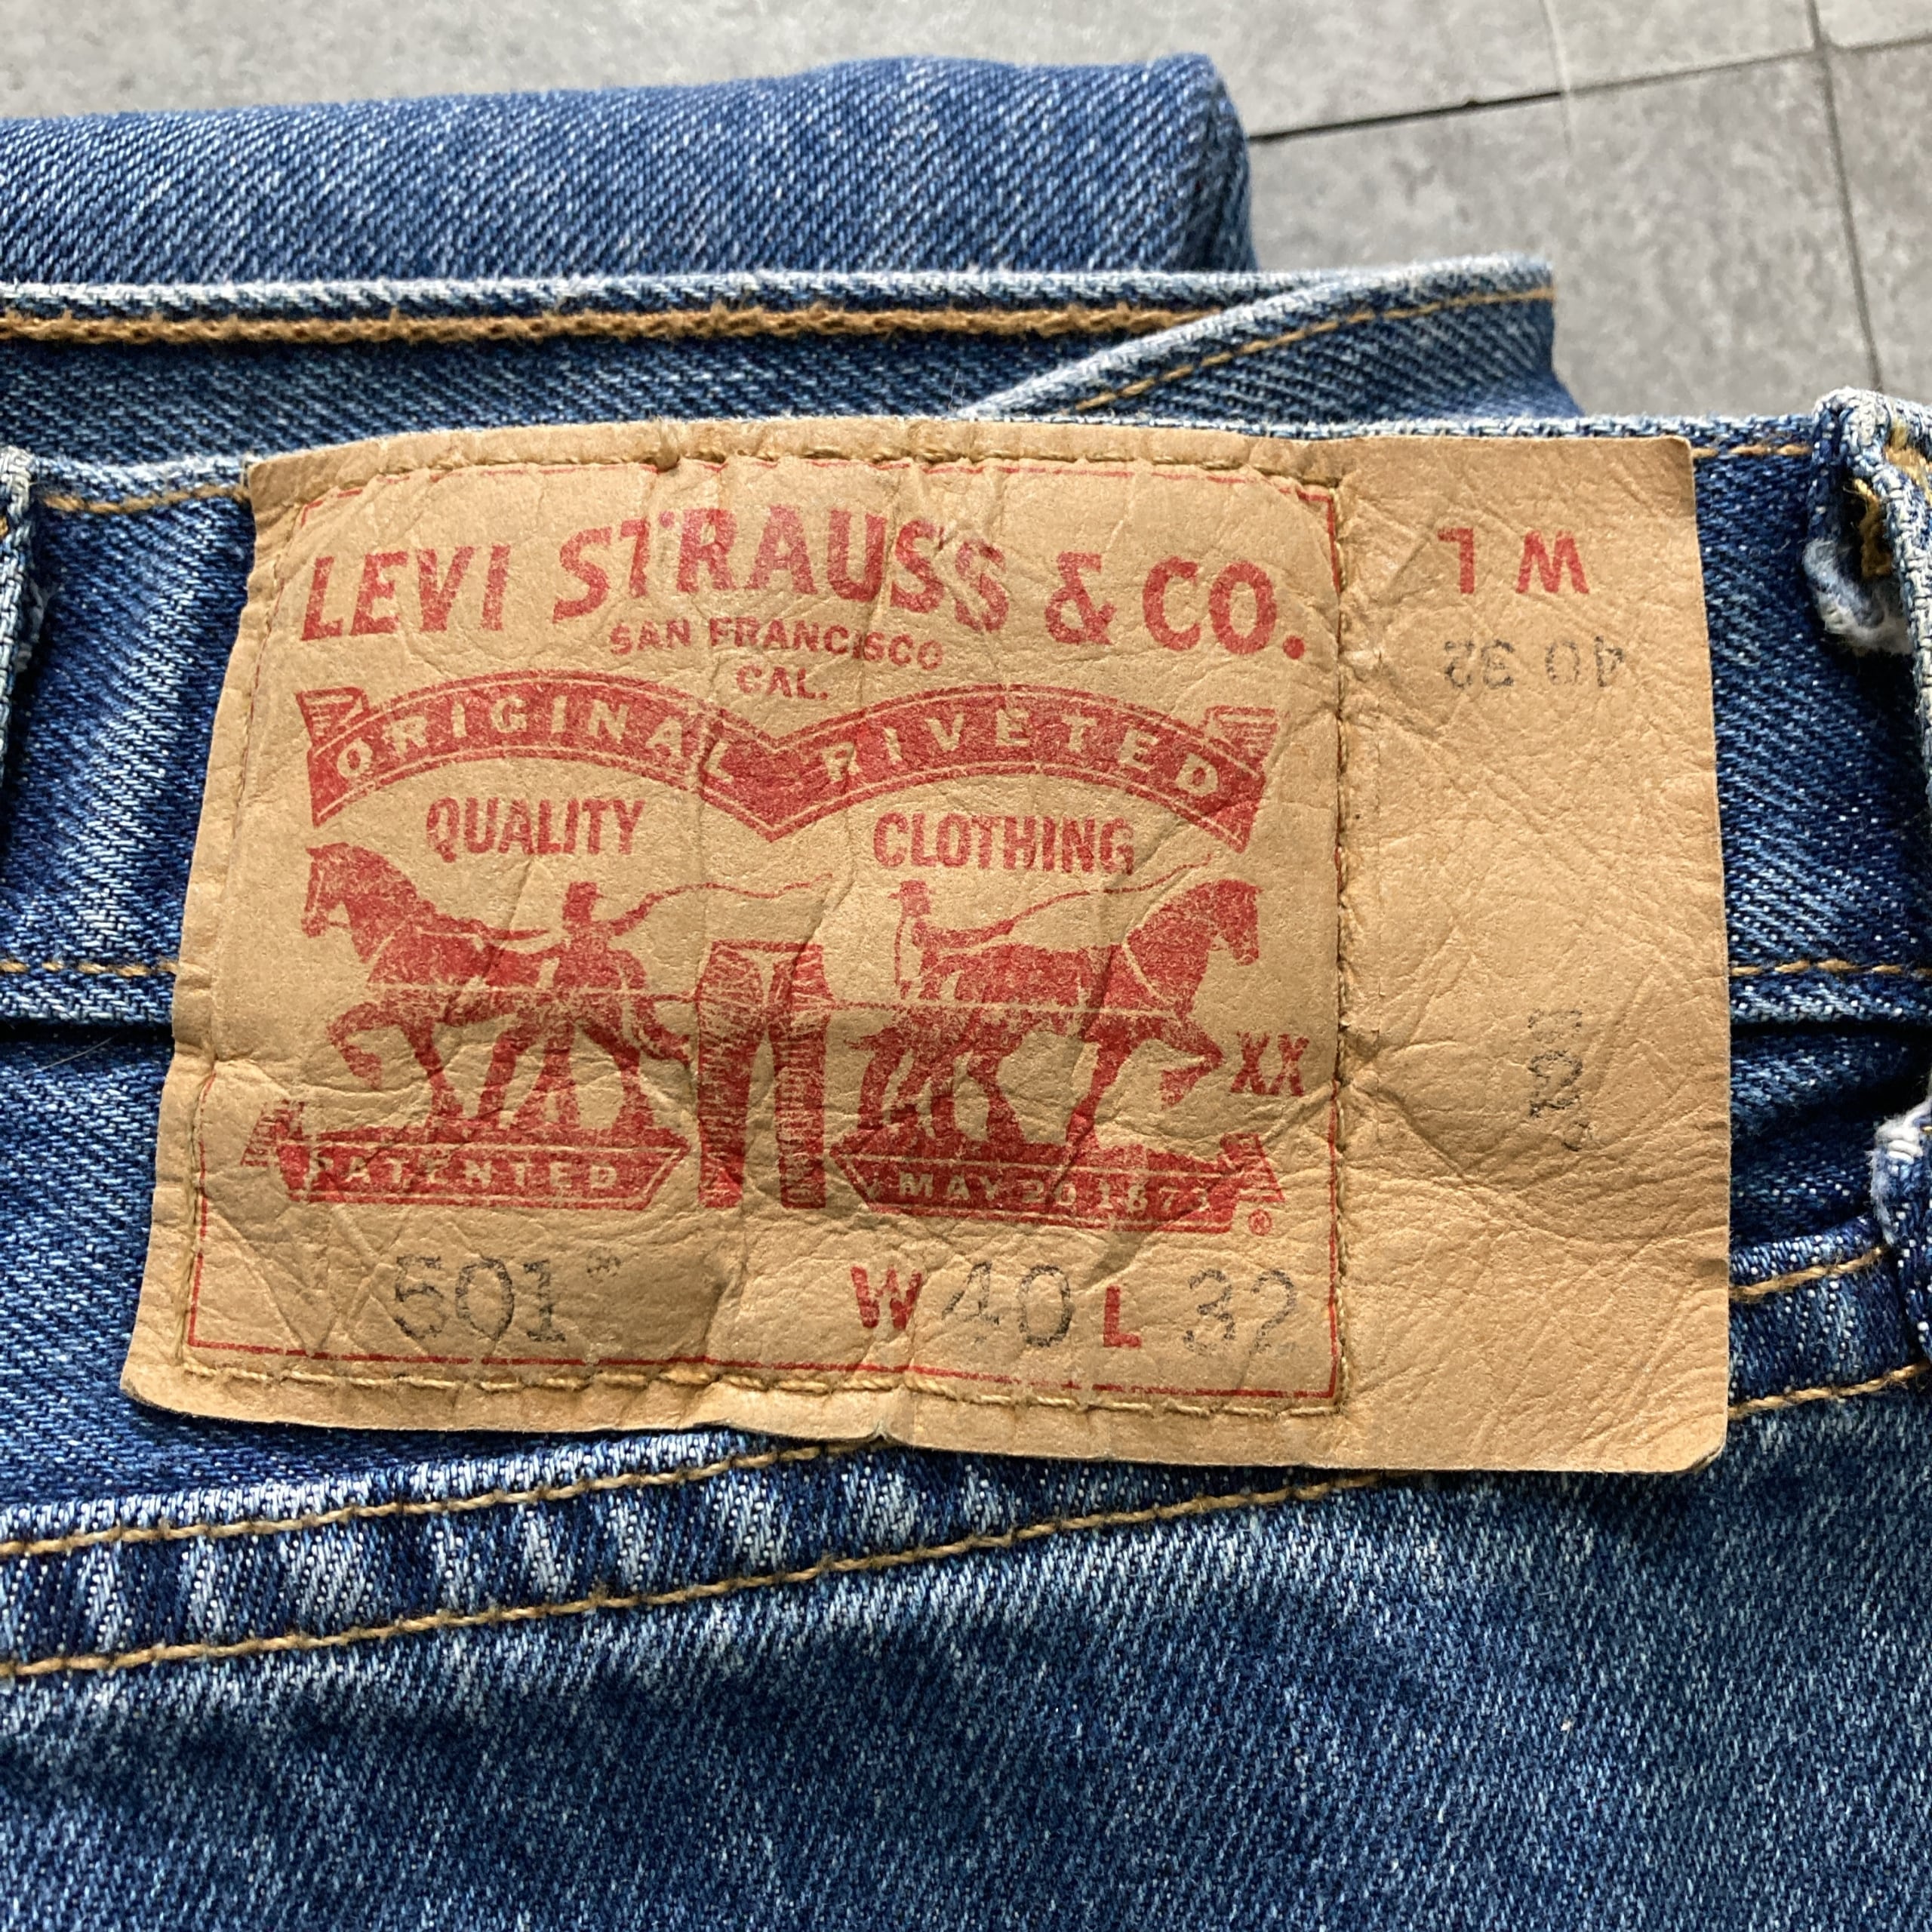 LEVI STRAUSS & CO.
SAN FRANCISCO
CAL.
ORIGINAL RIVETED
QUALITY CLOTHING
XX
PATENTED MAY 20 1873
®
501® W 40 L 32
W L
40 32